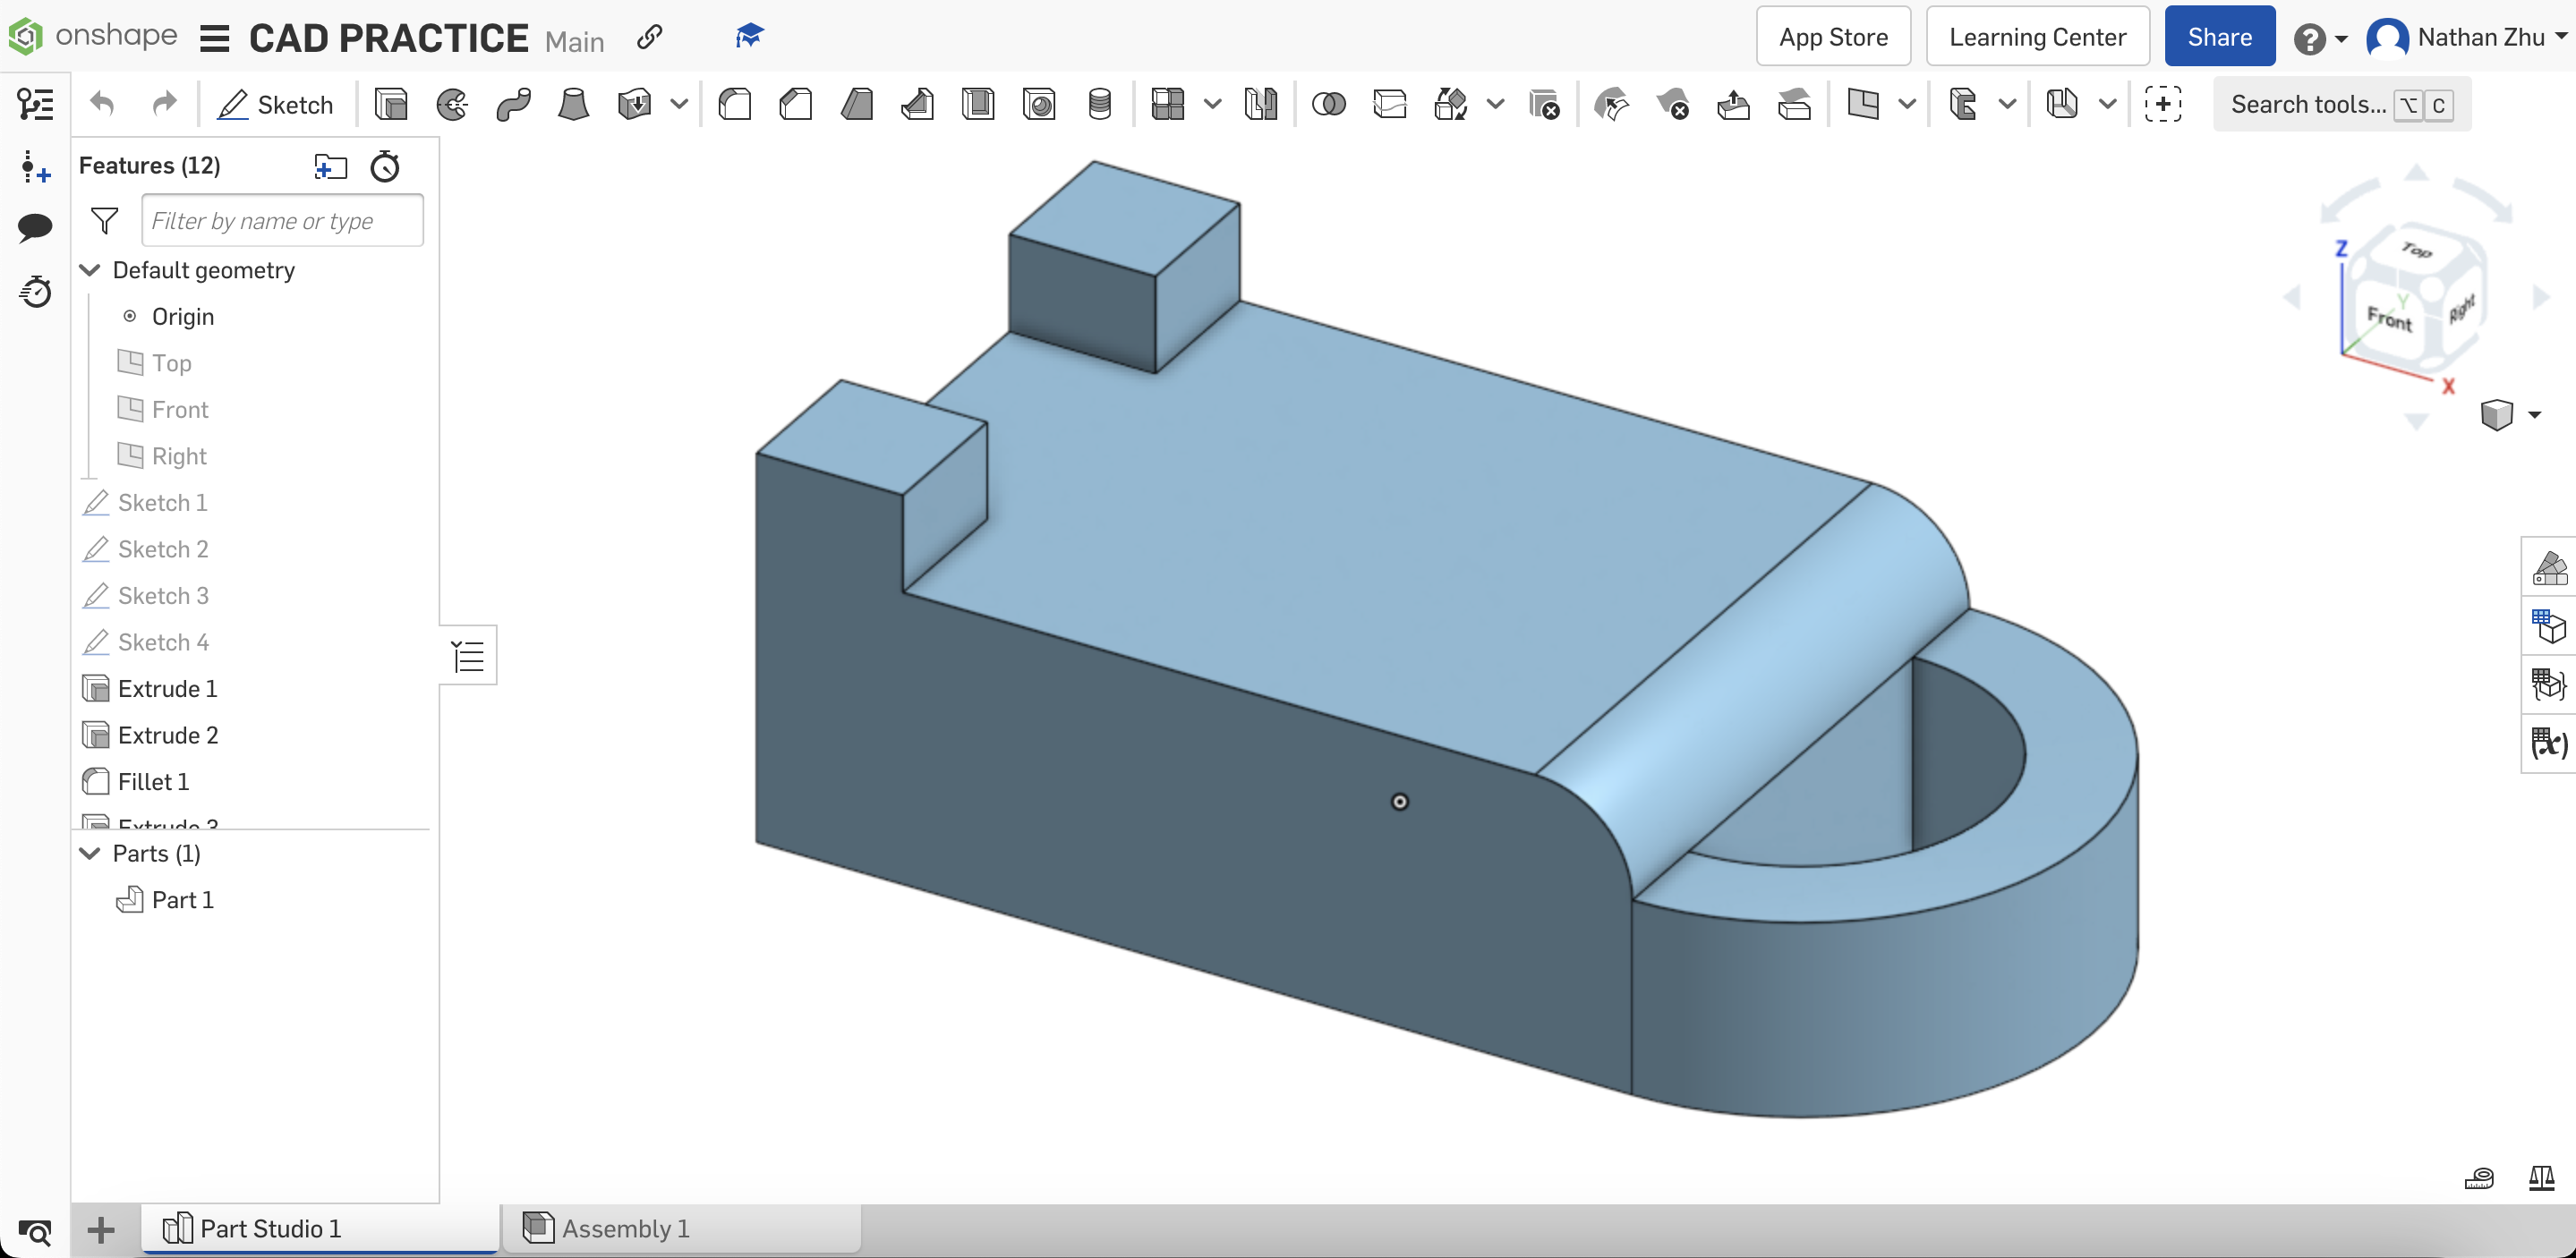 onshape CAD PRACTICE Main App Store Learning Center Share ? Nathan Zhu
Sketch Search tools... ⌥ C
Features (12)
Filter by name or type
Default geometry
Origin
Top
Front
Right
Sketch 1
Sketch 2
Sketch 3
Sketch 4
Extrude 1
Extrude 2
Fillet 1
Extrude 3
Parts (1)
Part 1
Z
Top
Y
Front
Right
X
(x)
Part Studio 1
Assembly 1